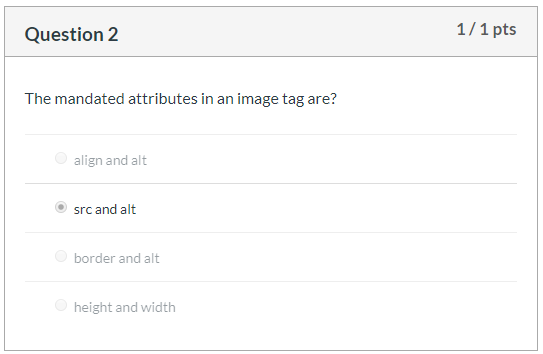 Question 2
1 / 1 pts
The mandated attributes in an image tag are?
align and alt
src and alt
border and alt
height and width